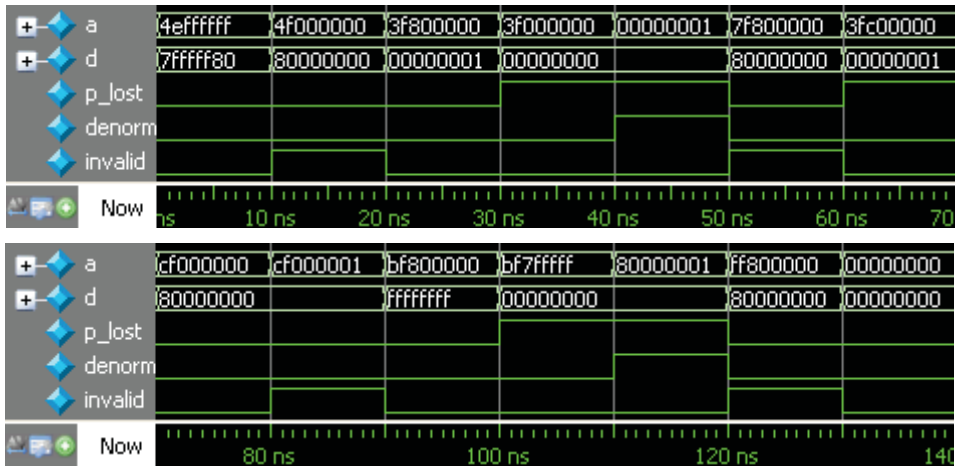 a 4effffff 4f000000 3f800000 3f000000 00000001 7f800000 3fc00000
d 7fffff80 80000000 00000001 00000000 80000000 00000001
p_lost
denorm
invalid
Now ns 10 ns 20 ns 30 ns 40 ns 50 ns 60 ns 70
a cf000000 cf000001 bf800000 bf7fffff 80000001 ff800000 00000000
d 80000000 ffffffff 00000000 80000000 00000000
p_lost
denorm
invalid
Now 80 ns 100 ns 120 ns 140